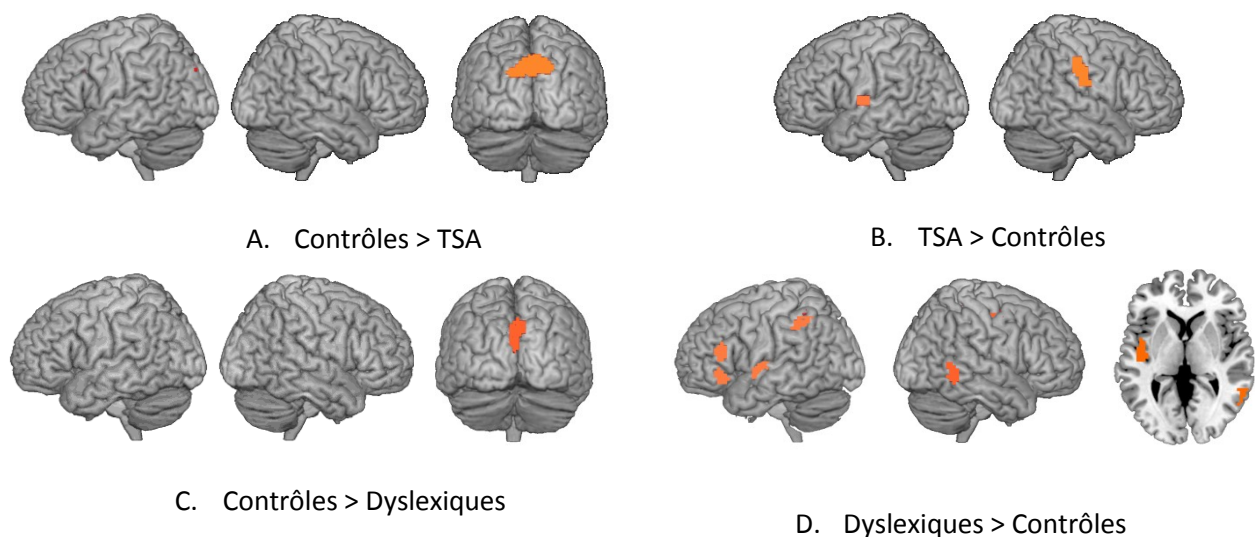 A. Contrôles > TSA
B. TSA > Contrôles
C. Contrôles > Dyslexiques
D. Dyslexiques > Contrôles